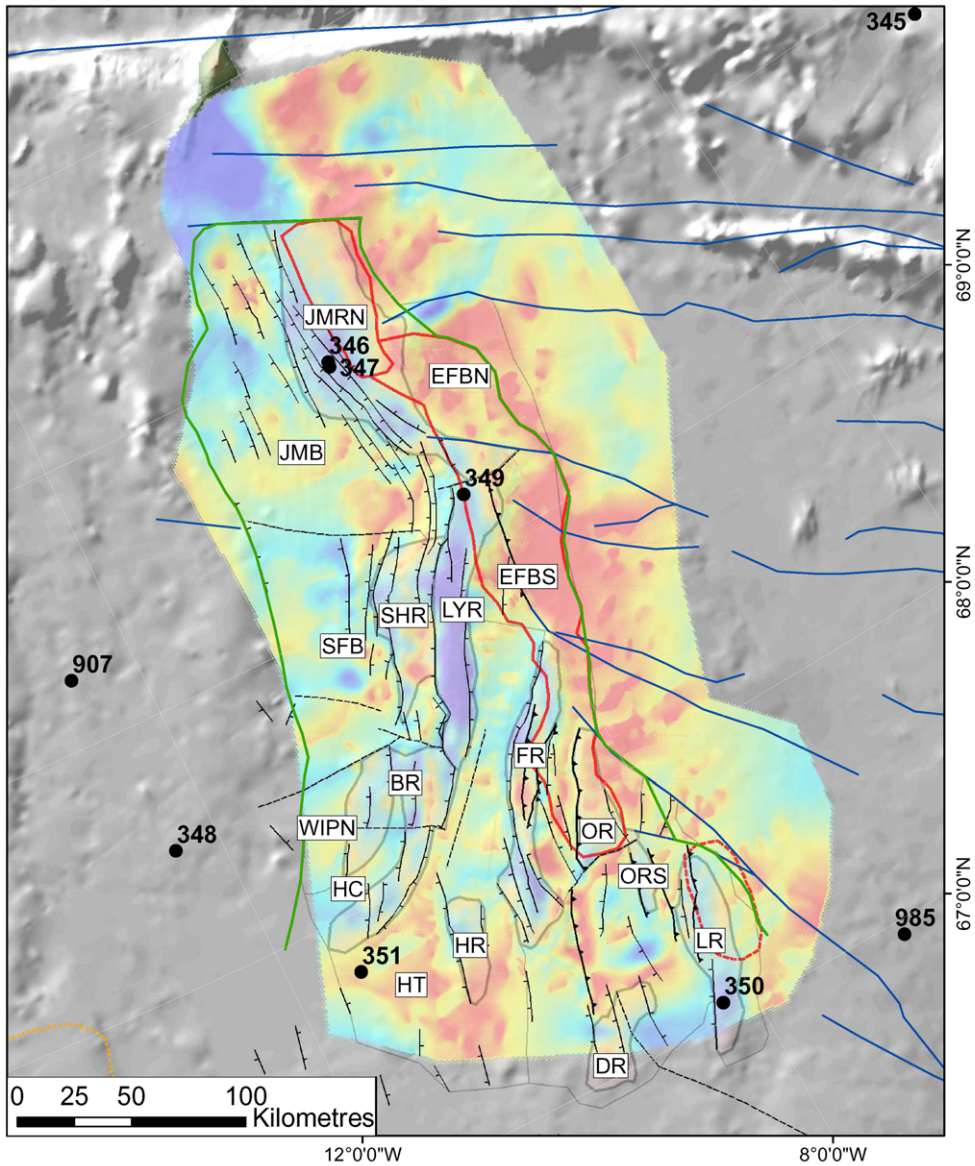 345
69°0'0"N
JMRN
346
347
EFBN
JMB
349
EFBS
68°0'0"N
SHR
LYR
SFB
907
FR
BR
WIPN
OR
348
ORS
HC
67°0'0"N
985
LR
HR
351
HT
350
DR
0 25 50 100
Kilometres
12°0'0"W
8°0'0"W